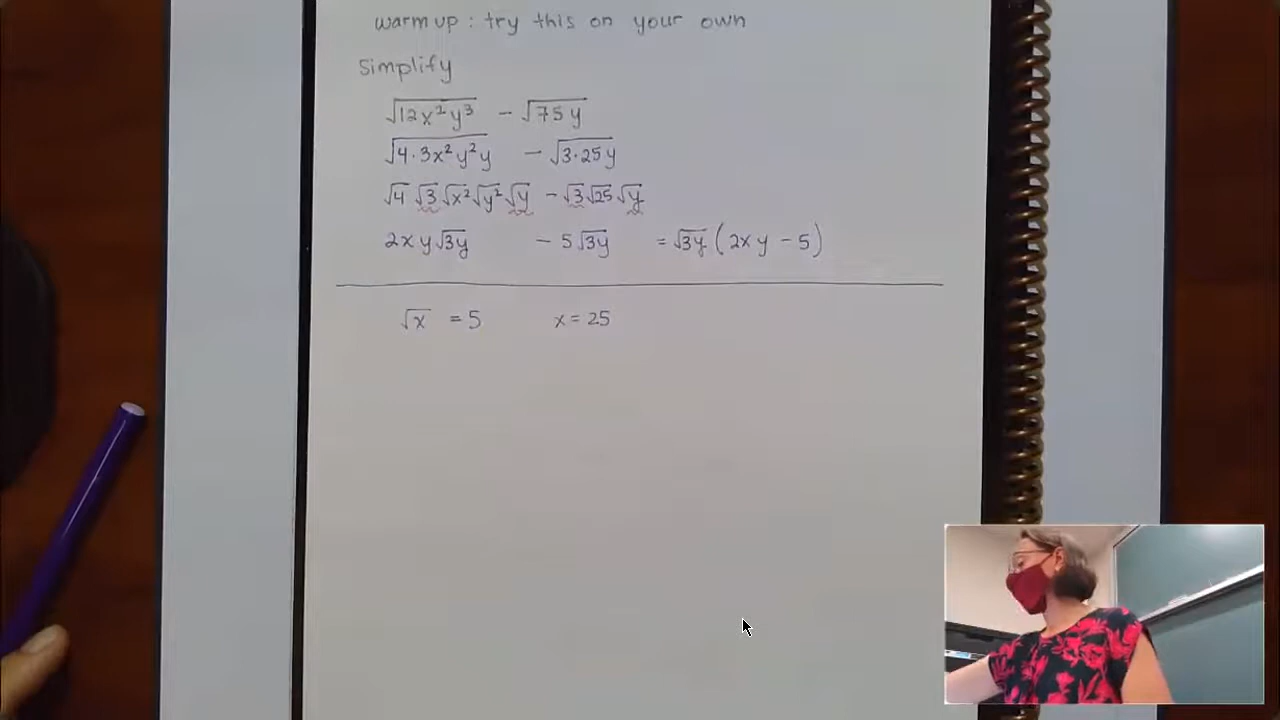 warm up : try this on your own
Simplify
√12x²y³ - √75y
√4·3x²y²y - √3·25y
√4 √3 √x² √y² √y - √3 √25 √y
2xy√3y - 5√3y = √3y (2xy - 5)
√x = 5 x = 25